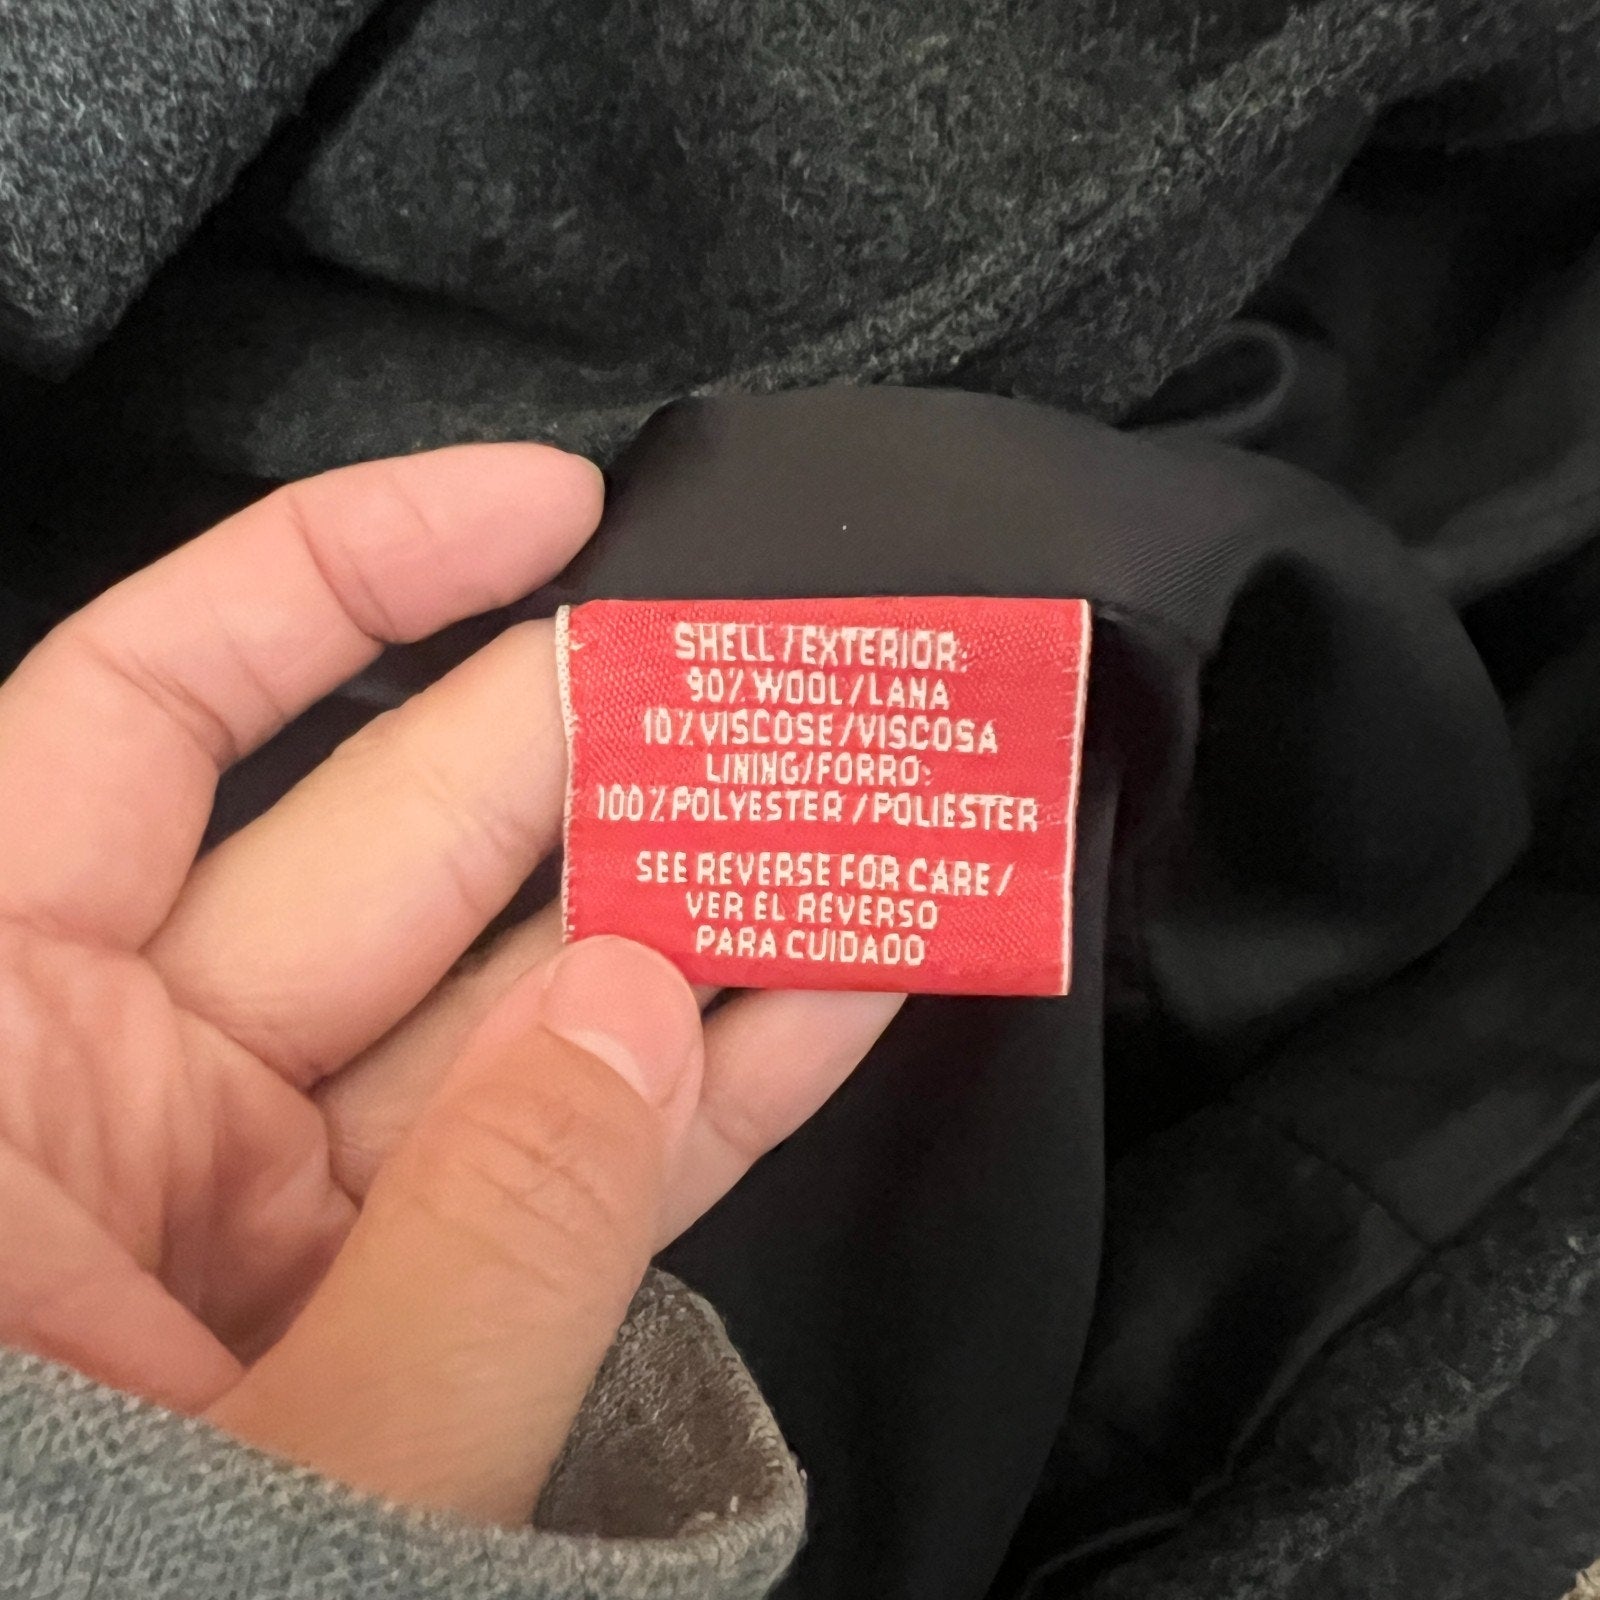 SHELL/EXTERIOR:
90% WOOL/LANA
10% VISCOSE/VISCOSA
LINING/FORRO:
100% POLYESTER/POLIESTER
SEE REVERSE FOR CARE/
VER EL REVERSO
PARA CUIDADO